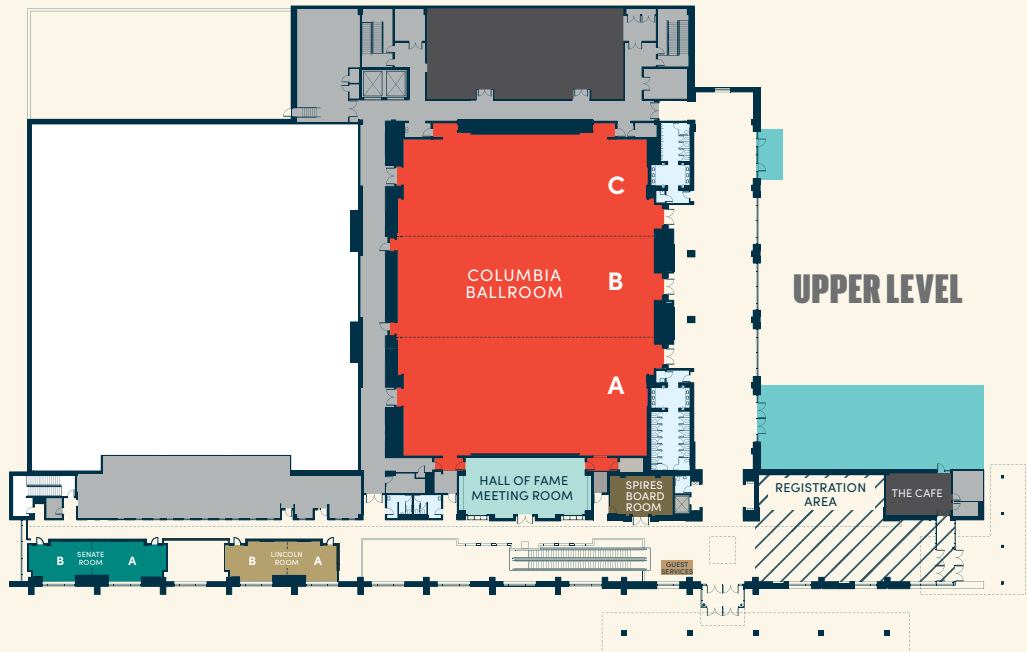 C
COLUMBIA
BALLROOM
B
UPPER LEVEL
A
HALL OF FAME
MEETING ROOM
SPIRES
BOARD
ROOM
REGISTRATION
AREA
THE CAFE
B
SENATE
ROOM
A
B
LINCOLN
ROOM
A
GUEST
SERVICES